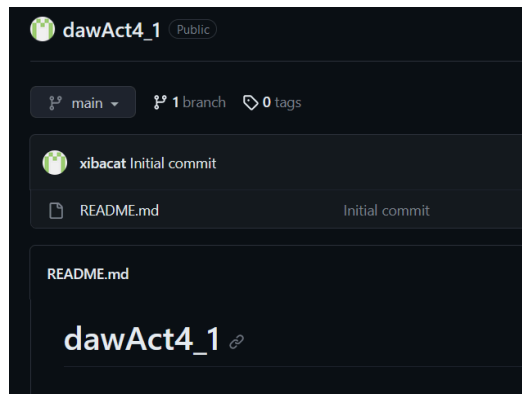 dawAct4_1 Public
main 1 branch 0 tags
xibacat Initial commit
README.md Initial commit
README.md
dawAct4_1